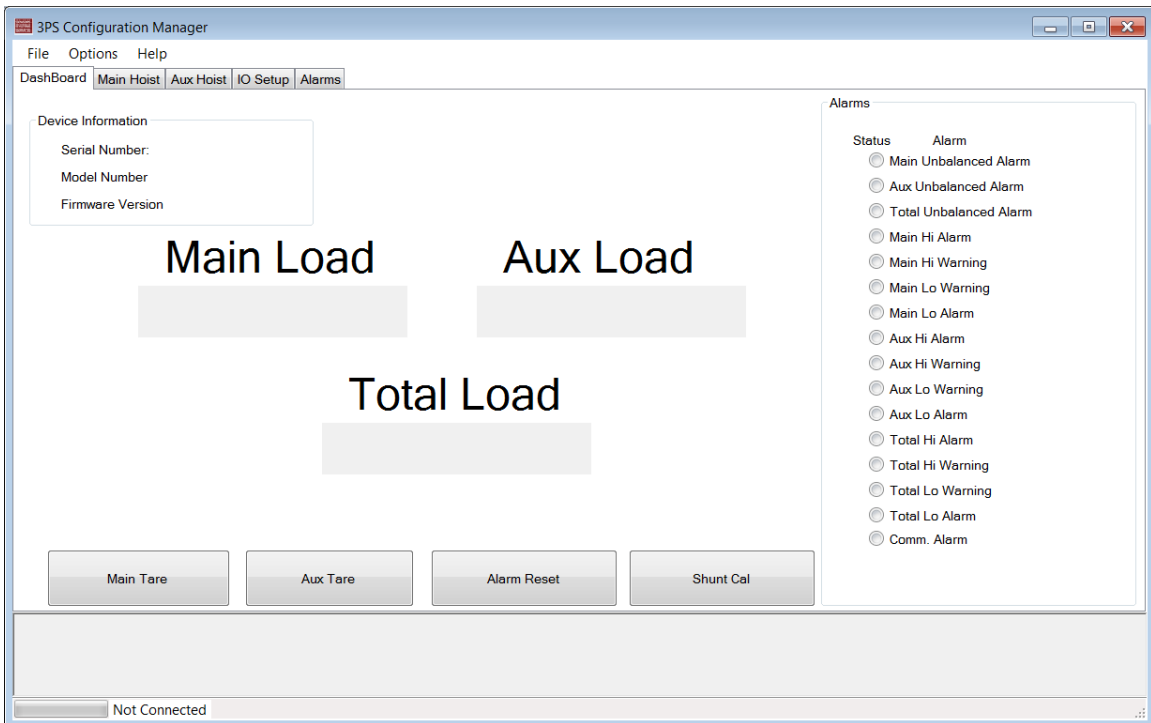 3PS Configuration Manager
File Options Help
DashBoard Main Hoist Aux Hoist IO Setup Alarms
Device Information
Serial Number:
Model Number
Firmware Version
Main Load
Aux Load
Total Load
Main Tare
Aux Tare
Alarm Reset
Shunt Cal
Alarms
Status Alarm
Main Unbalanced Alarm
Aux Unbalanced Alarm
Total Unbalanced Alarm
Main Hi Alarm
Main Hi Warning
Main Lo Warning
Main Lo Alarm
Aux Hi Alarm
Aux Hi Warning
Aux Lo Warning
Aux Lo Alarm
Total Hi Alarm
Total Hi Warning
Total Lo Warning
Total Lo Alarm
Comm. Alarm
Not Connected